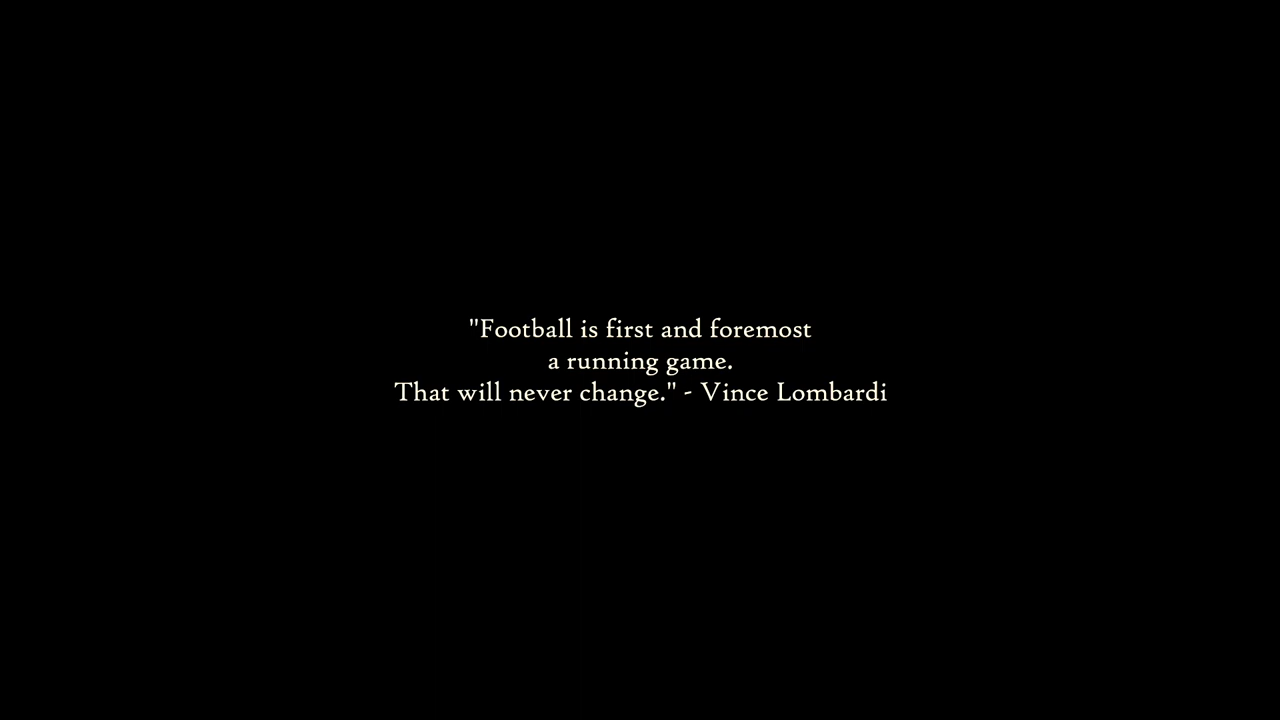 "Football is first and foremost
a running game.
That will never change." - Vince Lombardi